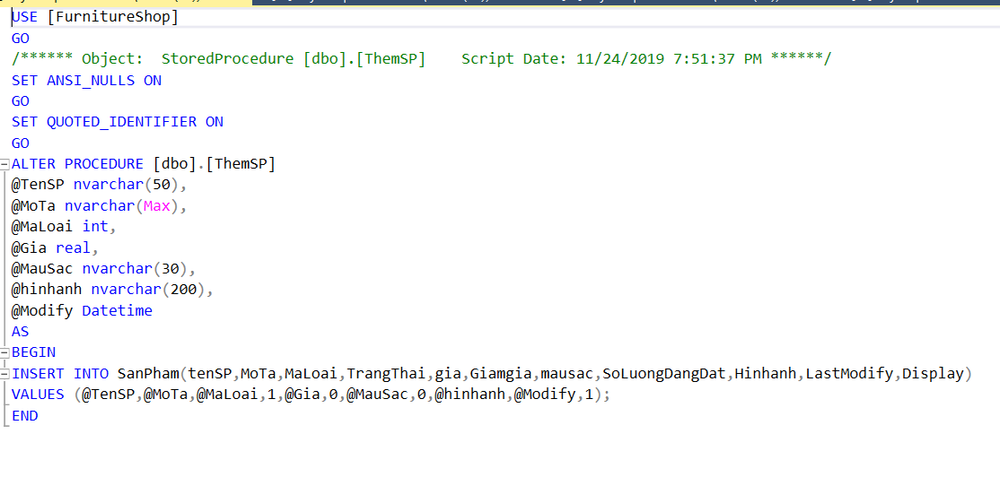 USE [FurnitureShop]
GO
/****** Object:  StoredProcedure [dbo].[ThemSP]    Script Date: 11/24/2019 7:51:37 PM ******/
SET ANSI_NULLS ON
GO
SET QUOTED_IDENTIFIER ON
GO
ALTER PROCEDURE [dbo].[ThemSP]
@TenSP nvarchar(50),
@MoTa nvarchar(Max),
@MaLoai int,
@Gia real,
@MauSac nvarchar(30),
@hinhanh nvarchar(200),
@Modify Datetime
AS
BEGIN
INSERT INTO SanPham(tenSP,MoTa,MaLoai,TrangThai,gia,Giamgia,mausac,SoLuongDangDat,Hinhanh,LastModify,Display)
VALUES (@TenSP,@MoTa,@MaLoai,1,@Gia,0,@MauSac,0,@hinhanh,@Modify,1);
END